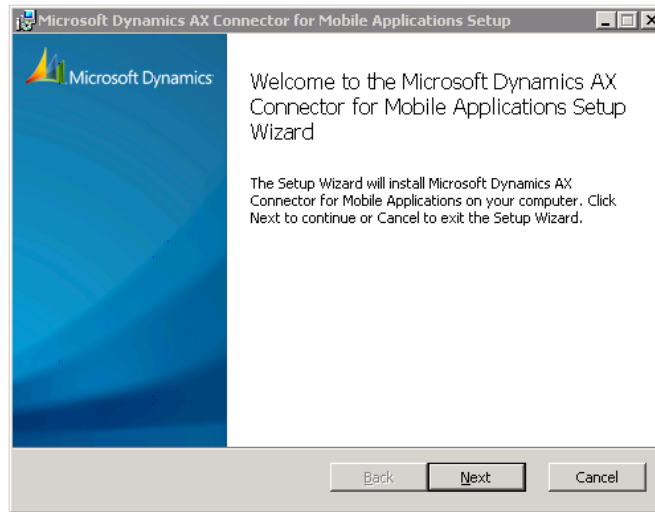 Microsoft Dynamics AX Connector for Mobile Applications Setup
Microsoft Dynamics
Welcome to the Microsoft Dynamics AX
Connector for Mobile Applications Setup
Wizard
The Setup Wizard will install Microsoft Dynamics AX
Connector for Mobile Applications on your computer. Click
Next to continue or Cancel to exit the Setup Wizard.
Back Next Cancel